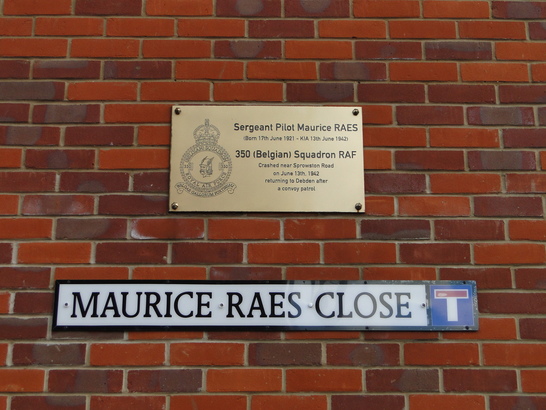 Sergeant Pilot Maurice RAES
(Born 17th June 1921 - KIA 13th June 1942)
350 (Belgian) Squadron RAF
Crashed near Sprowston Road
on June 13th, 1942
returning to Debden after
a convoy patrol
MAURICE RAES CLOSE